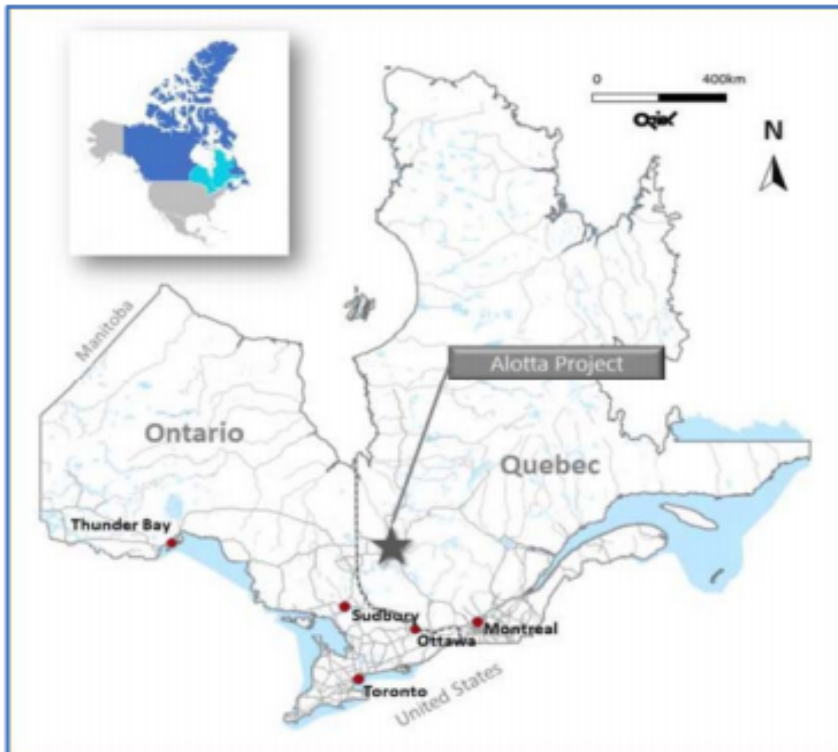 0 400km
N
Manitoba
Alotta Project
Ontario
Quebec
Thunder Bay
Sudbury
Ottawa
Montreal
Toronto
United States